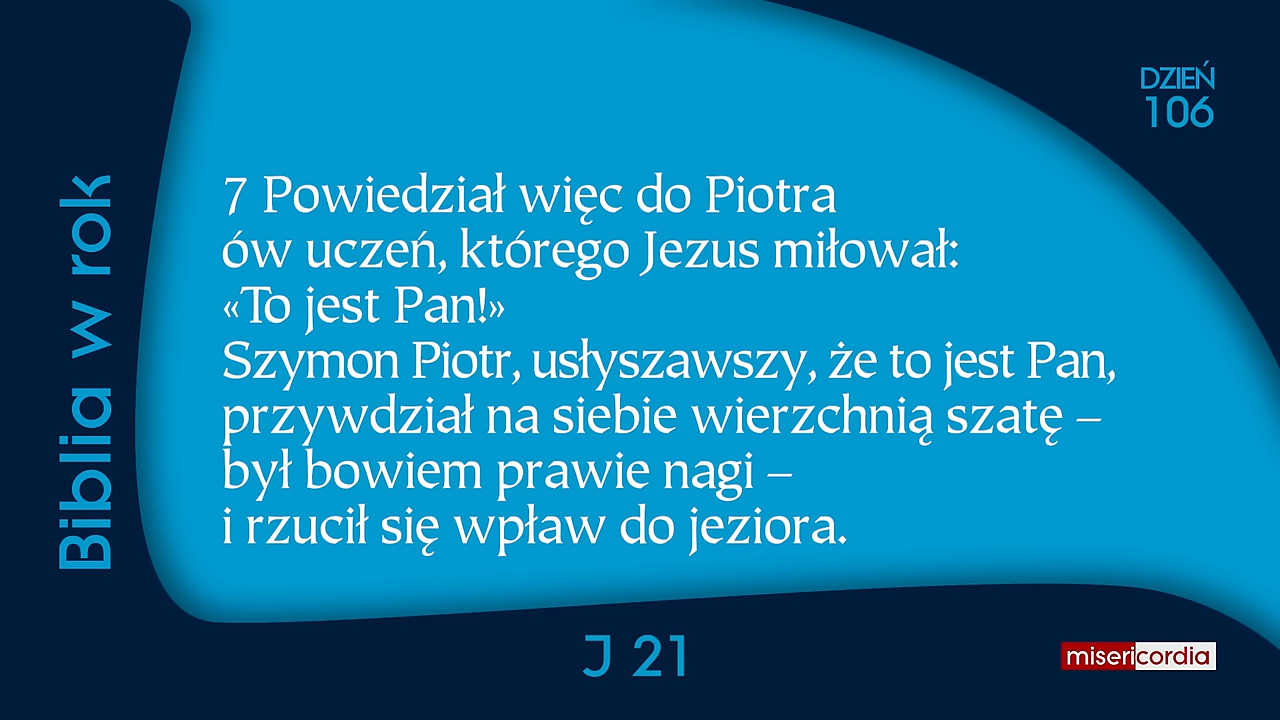 DZIEŃ
106
Biblia w rok
7 Powiedział więc do Piotra
ów uczeń, którego Jezus miłował:
«To jest Pan!»
Szymon Piotr, usłyszawszy, że to jest Pan,
przywdział na siebie wierzchnią szatę –
był bowiem prawie nagi –
i rzucił się wpław do jeziora.
J 21
misericordia